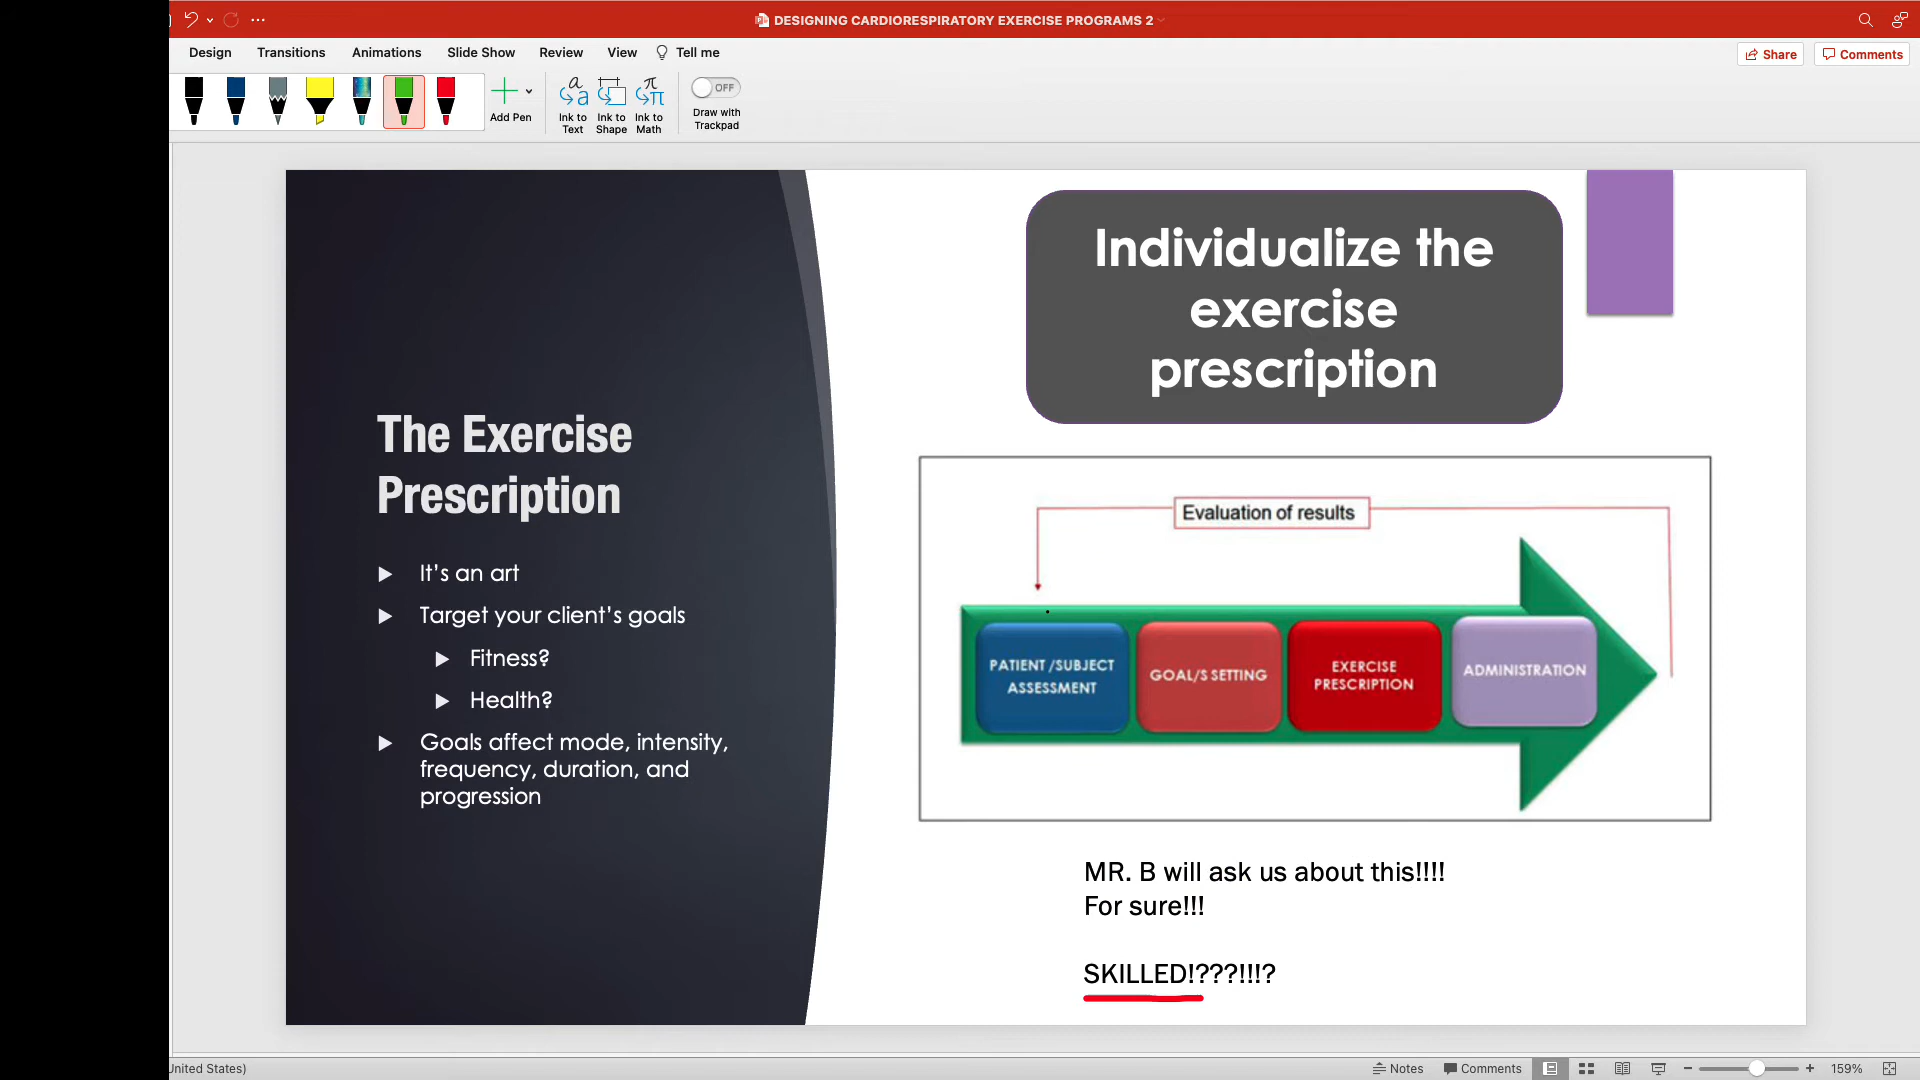 DESIGNING CARDIORESPIRATORY EXERCISE PROGRAMS 2
Design Transitions Animations Slide Show Review View Tell me
Share Comments
Add Pen
Ink to Text
Ink to Shape
Ink to Math
OFF
Draw with Trackpad
The Exercise
Prescription
It’s an art
Target your client’s goals
Fitness?
Health?
Goals affect mode, intensity,
frequency, duration, and
progression
Individualize the
exercise
prescription
Evaluation of results
PATIENT /SUBJECT
ASSESSMENT
GOAL/S SETTING
EXERCISE
PRESCRIPTION
ADMINISTRATION
MR. B will ask us about this!!!!
For sure!!!
SKILLED!???!!!?
United States)
Notes Comments 159%